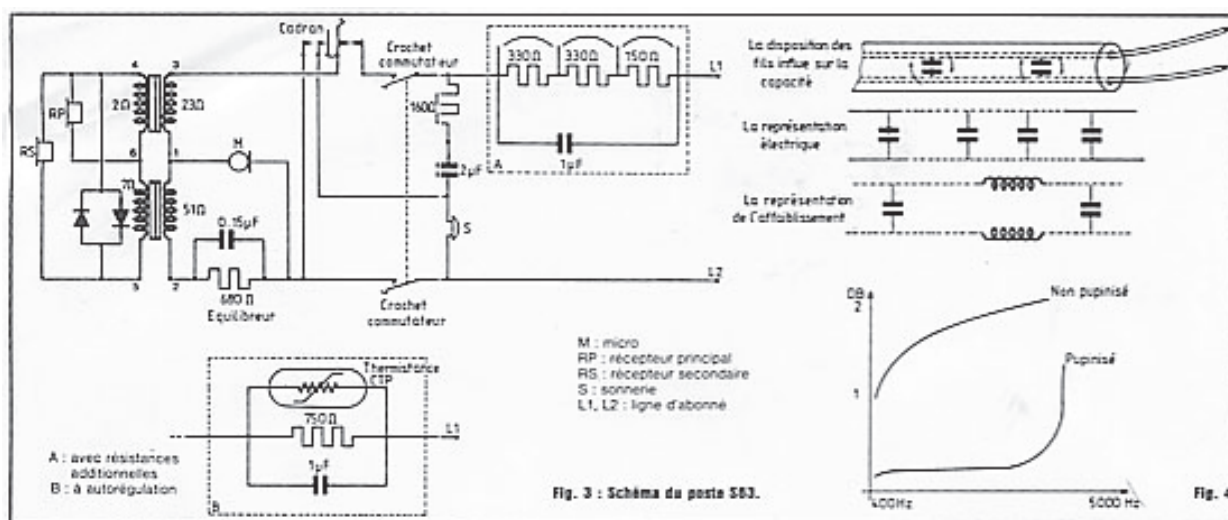 Cadran
Crochet
commutateur
330Ω
330Ω
150Ω
L1
A
1µF
4
3
2Ω
23Ω
RP
RS
6
1
M
160Ω
2µF
S
7Ω
51Ω
0.15µF
5
2
680Ω
Equilibreur
Crochet
commutateur
L2
La disposition des
fils influe sur la
capacité
La représentation
électrique
La représentation
de l'affaiblissement
DB
2
1
Non pupinisé
Pupinisé
400Hz
5000 Hz
Fig. 4
M : micro
RP : récepteur principal
RS : récepteur secondaire
S : sonnerie
L1, L2 : ligne d'abonné
Thermistance
CTP
750Ω
1µF
L1
B
A : avec résistances
additionnelles
B : à autorégulation
Fig. 3 : Schéma du poste S63.